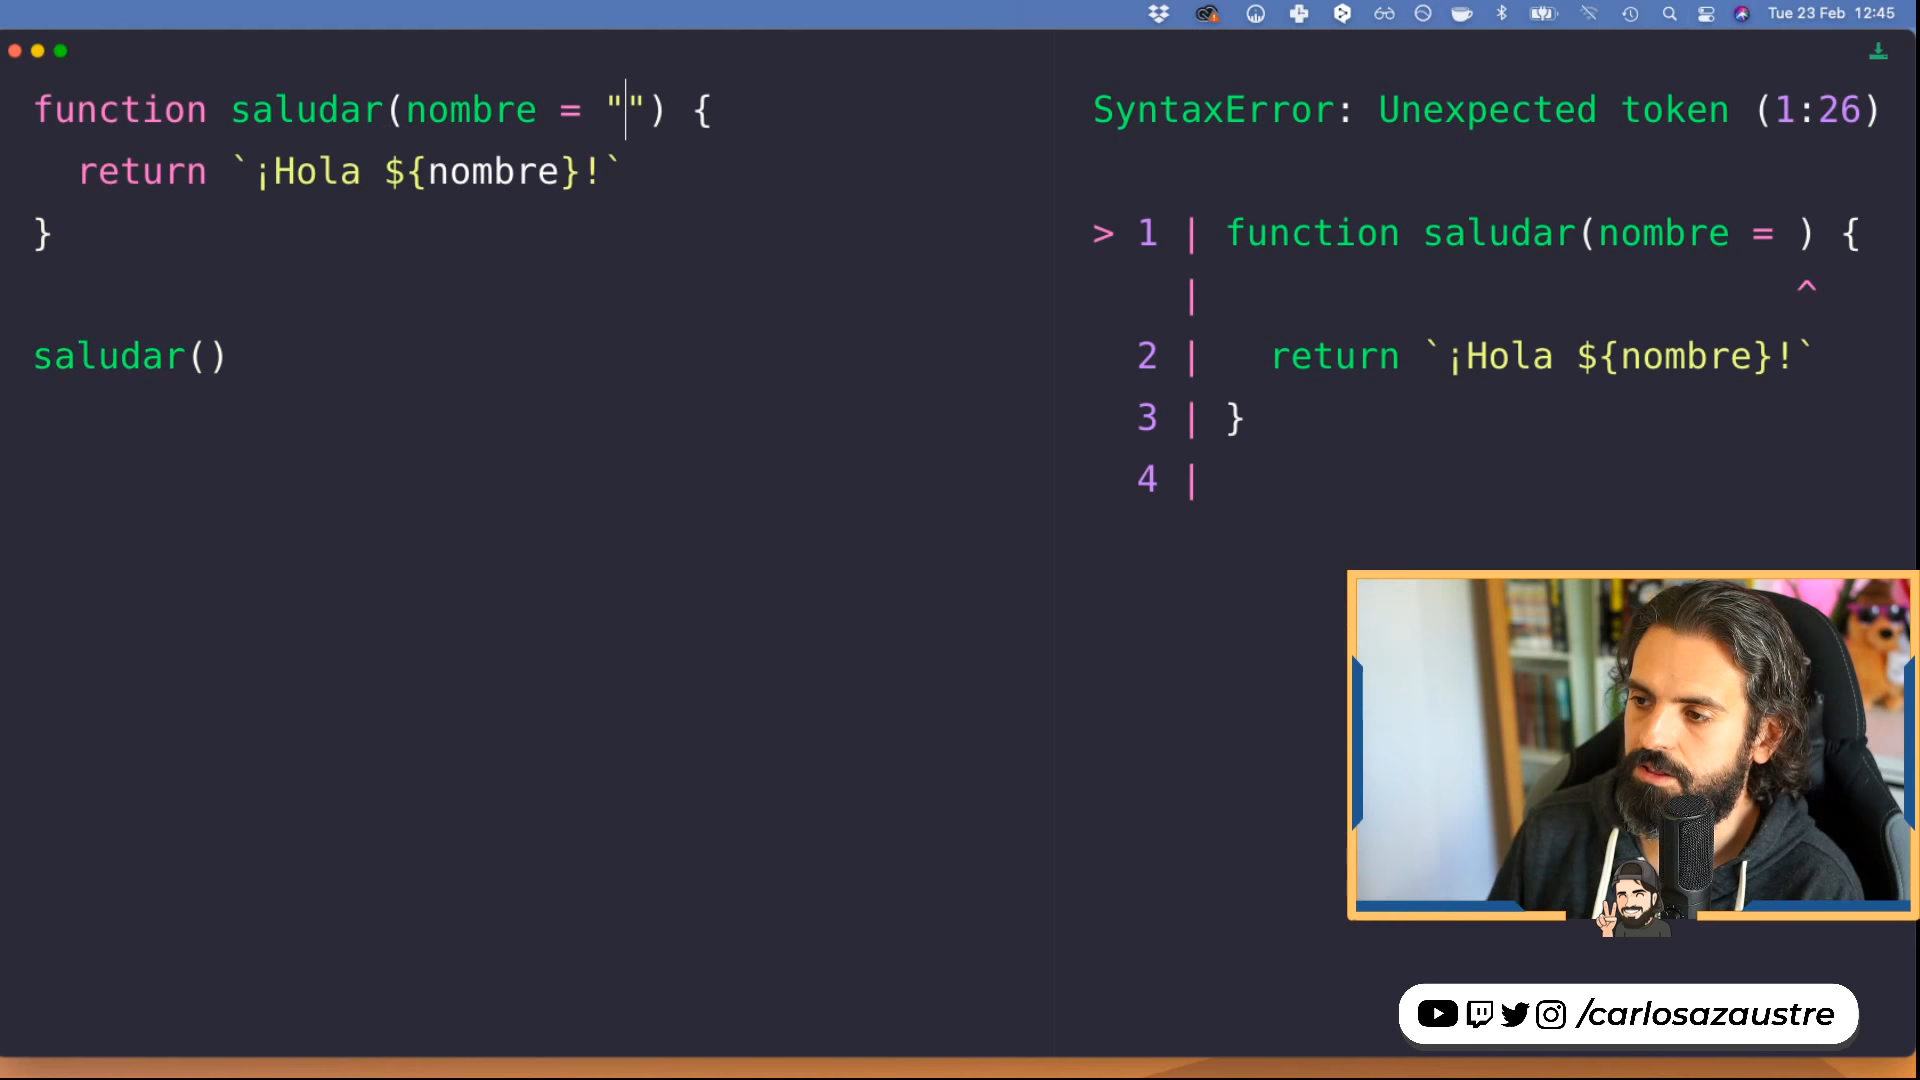 Tue 23 Feb 12:45
function saludar(nombre = "") {
  return `¡Hola ${nombre}!`
}
saludar()
SyntaxError: Unexpected token (1:26)
> 1 | function saludar(nombre = ) {
    |                           ^
  2 |   return `¡Hola ${nombre}!`
  3 | }
  4 |
/carlosazaustre